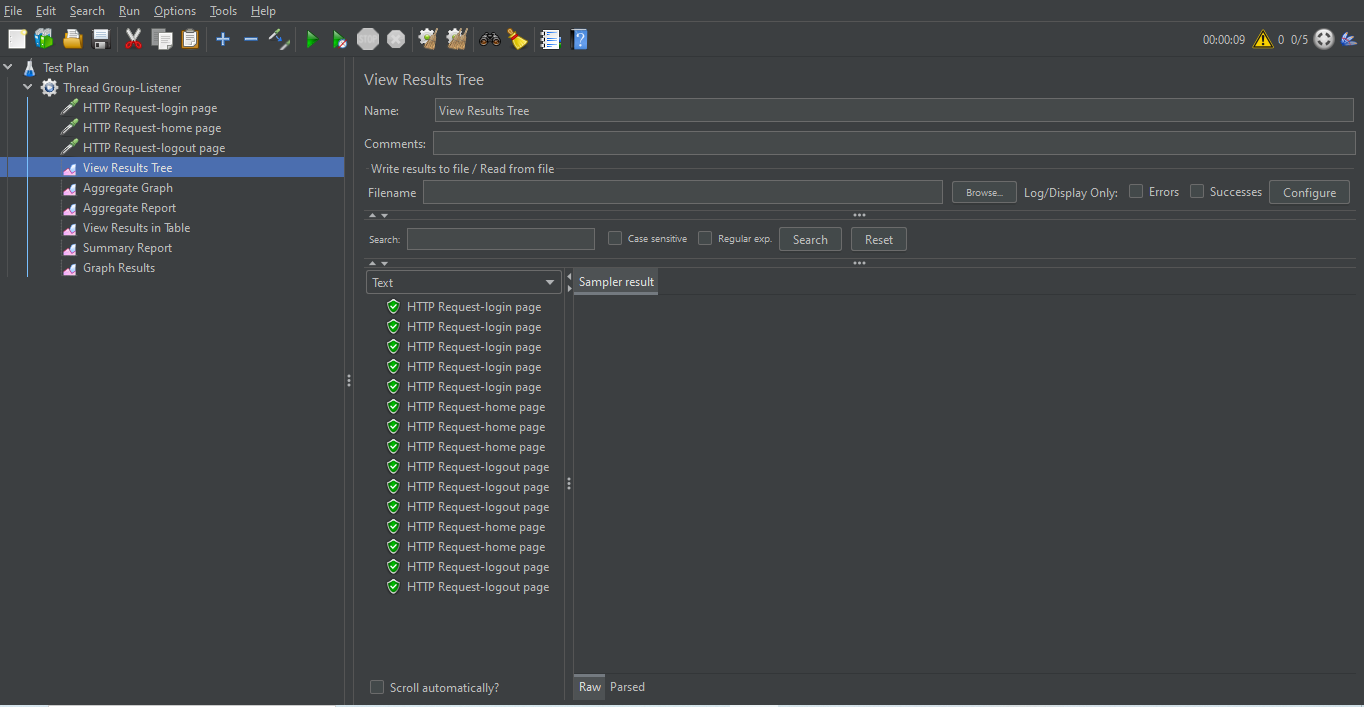 File Edit Search Run Options Tools Help
00:00:09 0 0/5
Test Plan
Thread Group-Listener
HTTP Request-login page
HTTP Request-home page
HTTP Request-logout page
View Results Tree
Aggregate Graph
Aggregate Report
View Results in Table
Summary Report
Graph Results
View Results Tree
Name: View Results Tree
Comments:
Write results to file / Read from file
Filename Browse... Log/Display Only: Errors Successes Configure
Search: Case sensitive Regular exp. Search Reset
Text
HTTP Request-login page
HTTP Request-login page
HTTP Request-login page
HTTP Request-login page
HTTP Request-login page
HTTP Request-home page
HTTP Request-home page
HTTP Request-home page
HTTP Request-logout page
HTTP Request-logout page
HTTP Request-logout page
HTTP Request-home page
HTTP Request-home page
HTTP Request-logout page
HTTP Request-logout page
Scroll automatically?
Sampler result
Raw Parsed